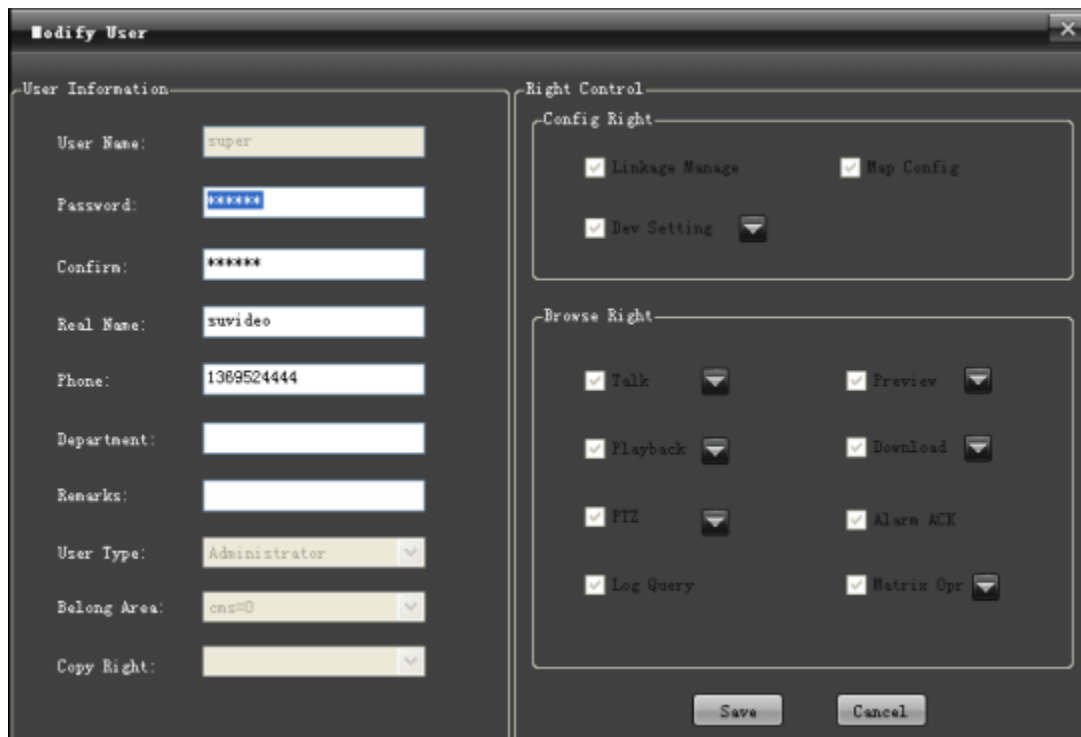 Modify User
User Information
User Name:
super
Password:
******
Confirm:
******
Real Name:
suvideo
Phone:
1369524444
Department:
Remarks:
User Type:
Administrator
Belong Area:
cms=0
Copy Right:
Right Control
Config Right
Linkage Manage
Map Config
Dev Setting
Browse Right
Talk
Preview
Playback
Download
PTZ
Alarm ACK
Log Query
Matrix Opr
Save
Cancel